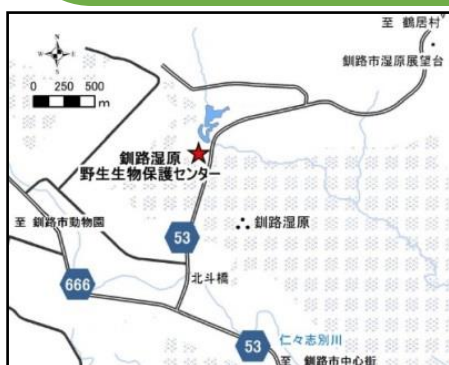 至 鶴居村
釧路市湿原展望台
N
W
E
S
0 250 500
m
釧路湿原
野生生物保護センター
至 釧路市動物園
釧路湿原
53
北斗橋
666
仁々志別川
53
至 釧路市中心街